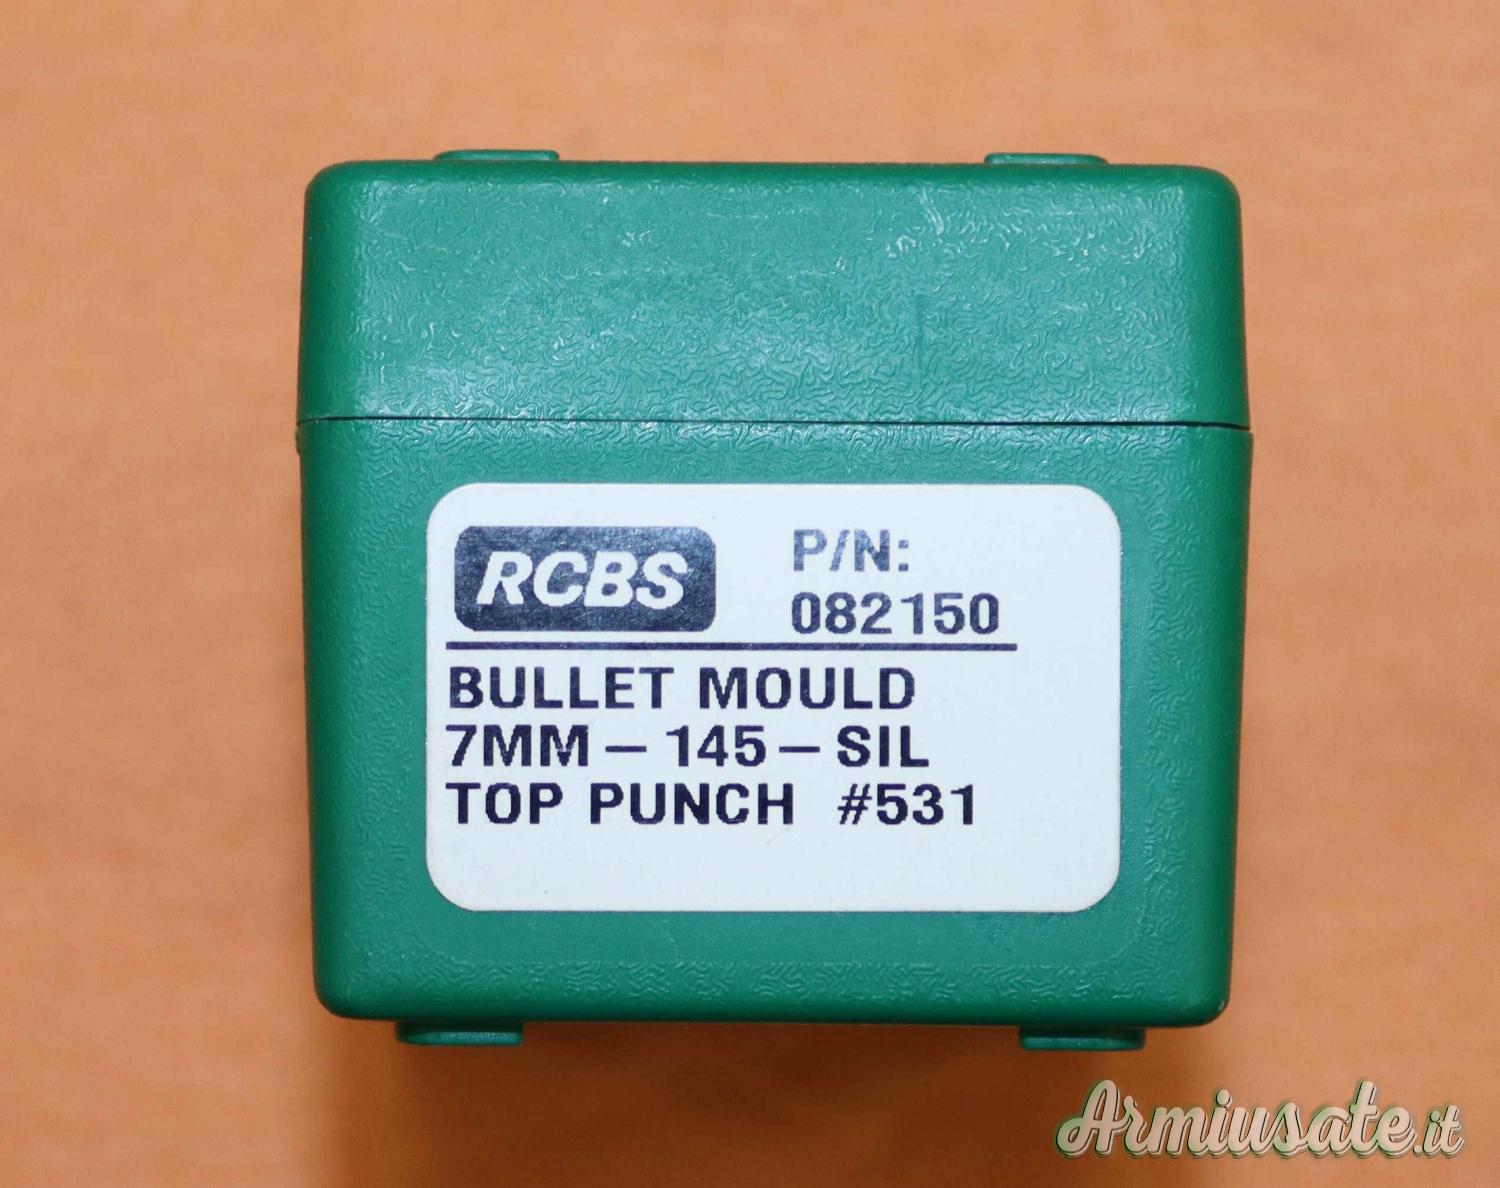 RCBS
P/N:
082150
BULLET MOULD
7MM – 145 – SIL
TOP PUNCH #531
Armiusate.it